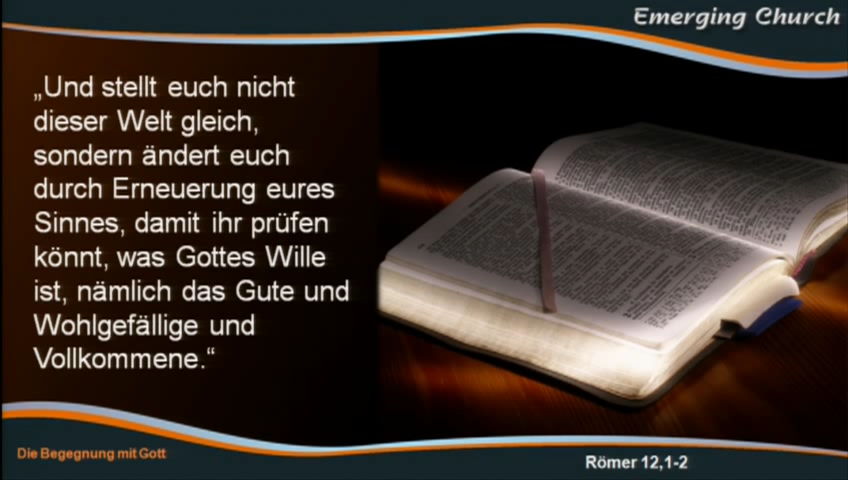 Emerging Church
„Und stellt euch nicht
dieser Welt gleich,
sondern ändert euch
durch Erneuerung eures
Sinnes, damit ihr prüfen
könnt, was Gottes Wille
ist, nämlich das Gute und
Wohlgefällige und
Vollkommene.“
Die Begegnung mit Gott
Römer 12,1-2